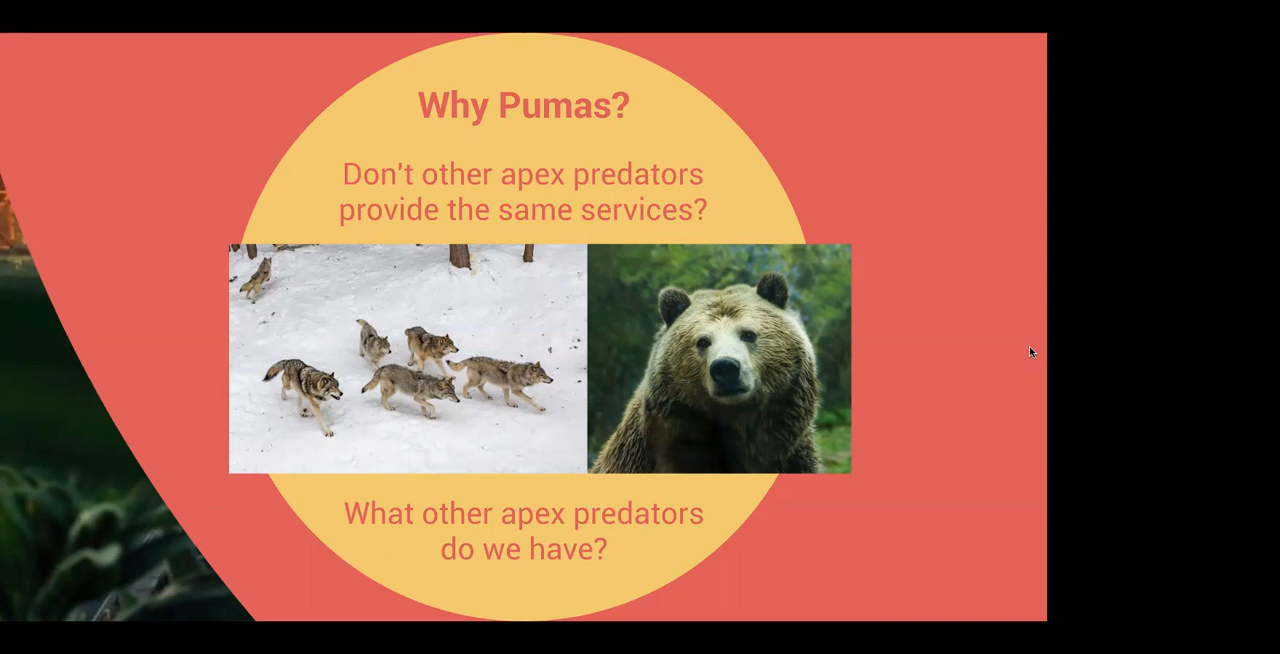 Why Pumas?
Don't other apex predators
provide the same services?
What other apex predators
do we have?